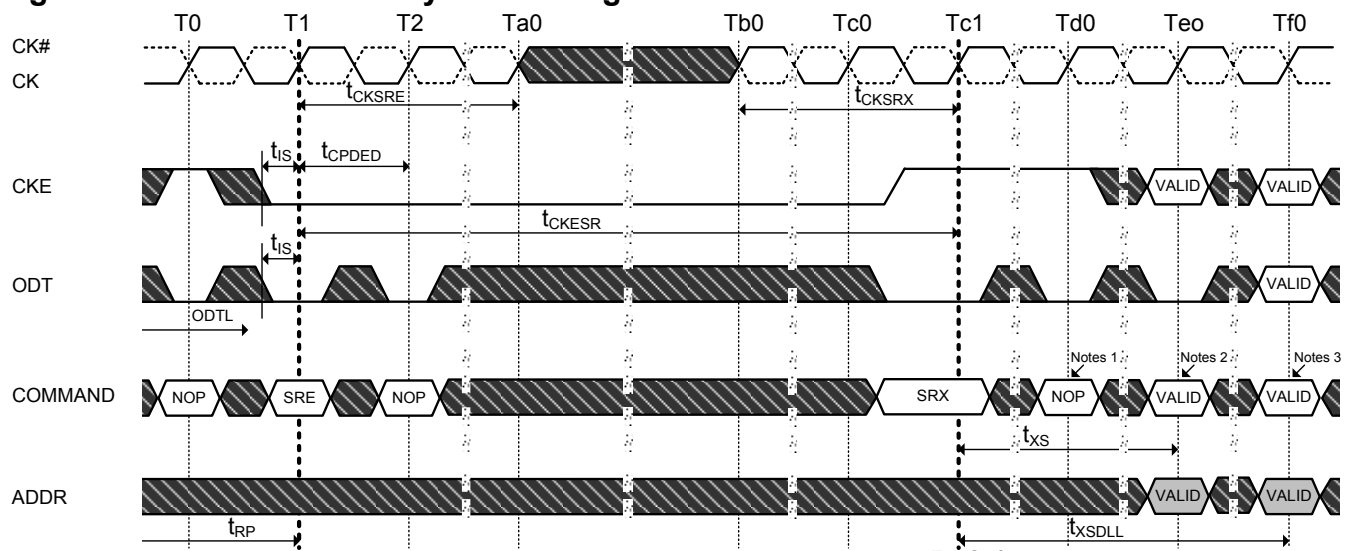 T0 T1 T2 Ta0 Tb0 Tc0 Tc1 Td0 Teo Tf0
CK#
CK
tCKSRE tCKSRX
tIS tCPDED
CKE VALID VALID
tCKESR
tIS
ODT VALID
ODTL
Notes 1 Notes 2 Notes 3
COMMAND NOP SRE NOP SRX NOP VALID VALID
tXS
ADDR VALID VALID
tRP tXSDLL